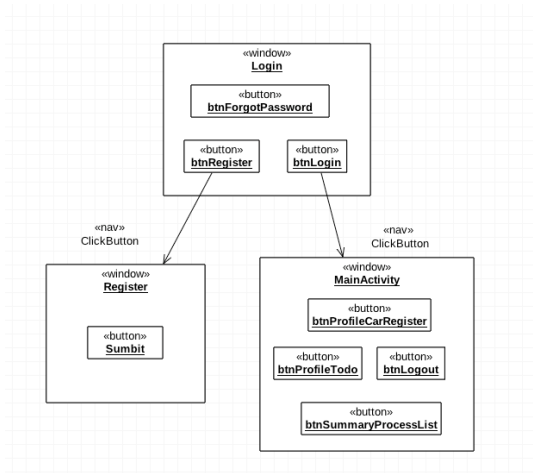 «window»
Login
«button»
btnForgotPassword
«button»
btnRegister
«button»
btnLogin
«nav»
ClickButton
«nav»
ClickButton
«window»
Register
«button»
Sumbit
«window»
MainActivity
«button»
btnProfileCarRegister
«button»
btnProfileTodo
«button»
btnLogout
«button»
btnSummaryProcessList